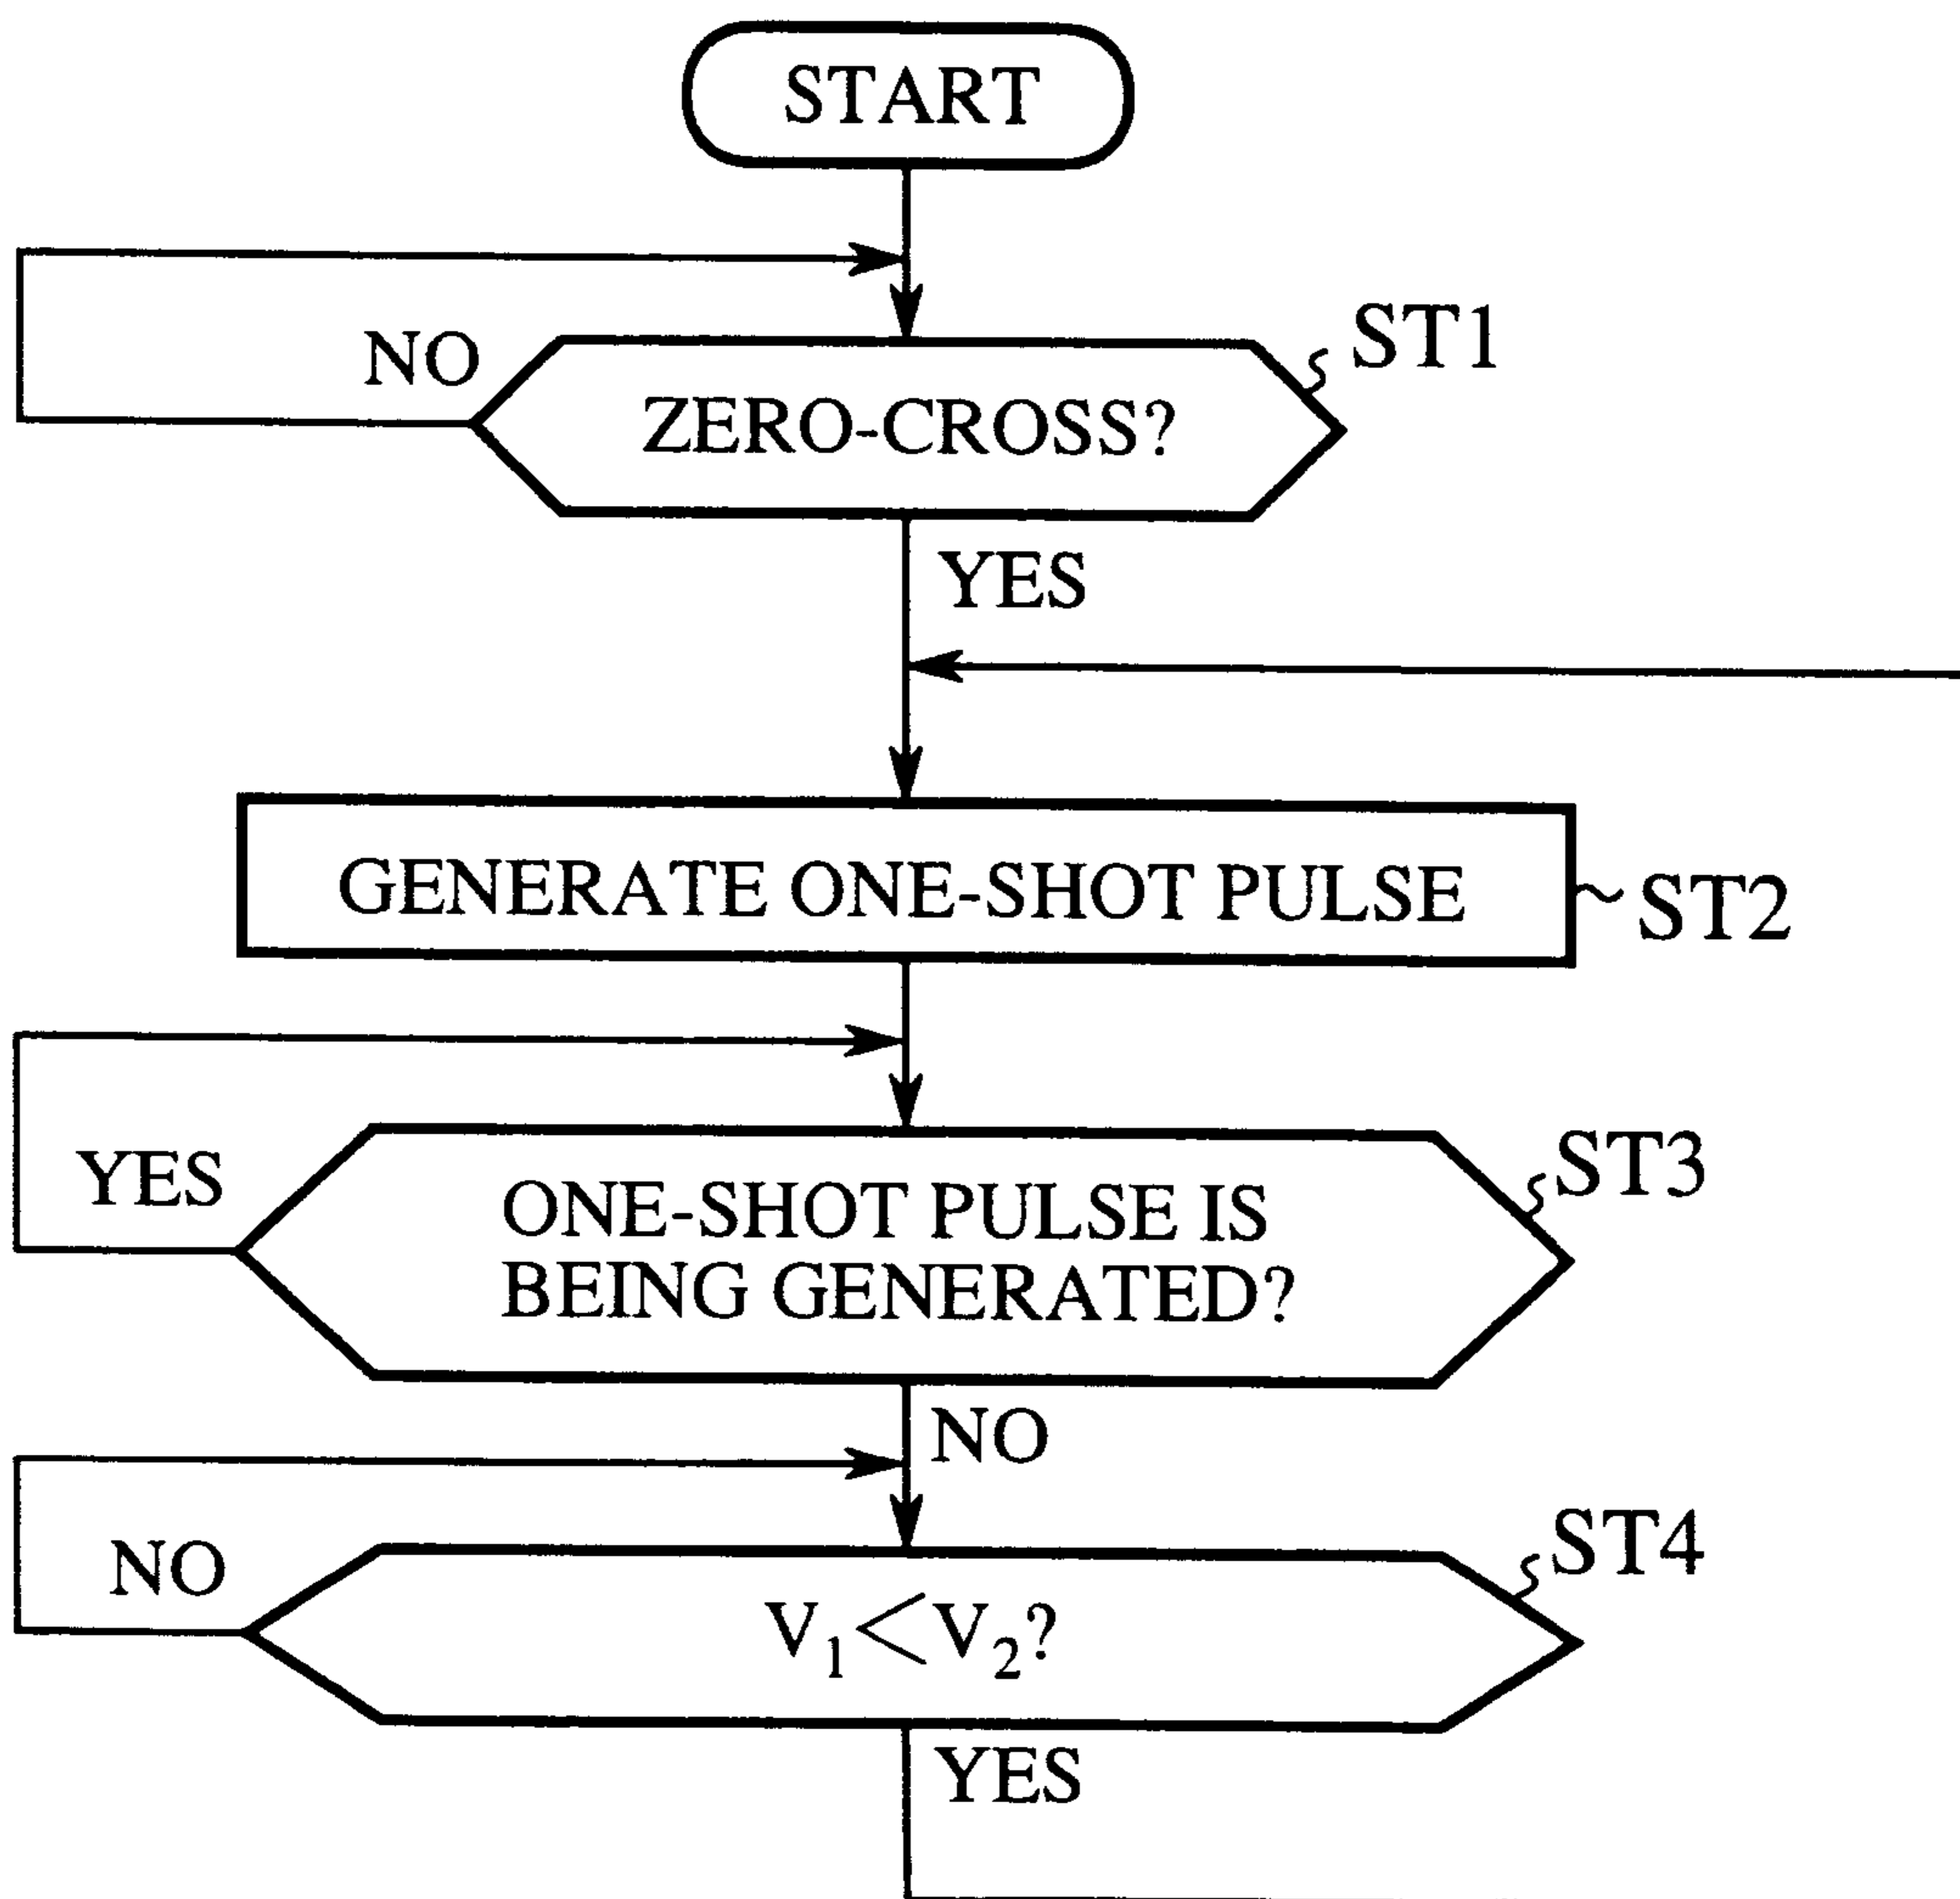 START
NO
ST1
ZERO-CROSS?
YES
GENERATE ONE-SHOT PULSE
ST2
YES
ST3
ONE-SHOT PULSE IS
BEING GENERATED?
NO
NO
ST4
V₁<V₂?
YES